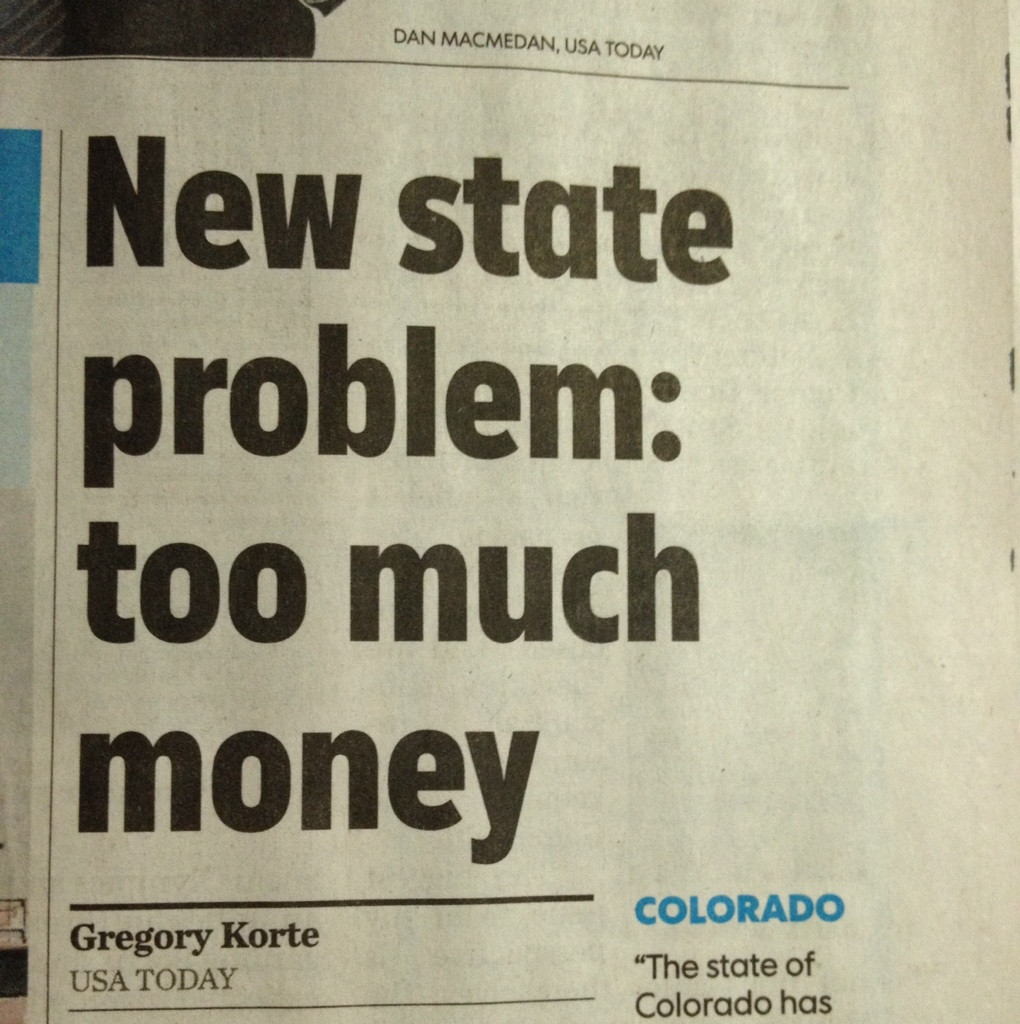 DAN MACMEDAN, USA TODAY
New state
problem:
too much
money
Gregory Korte
USA TODAY
COLORADO
“The state of
Colorado has